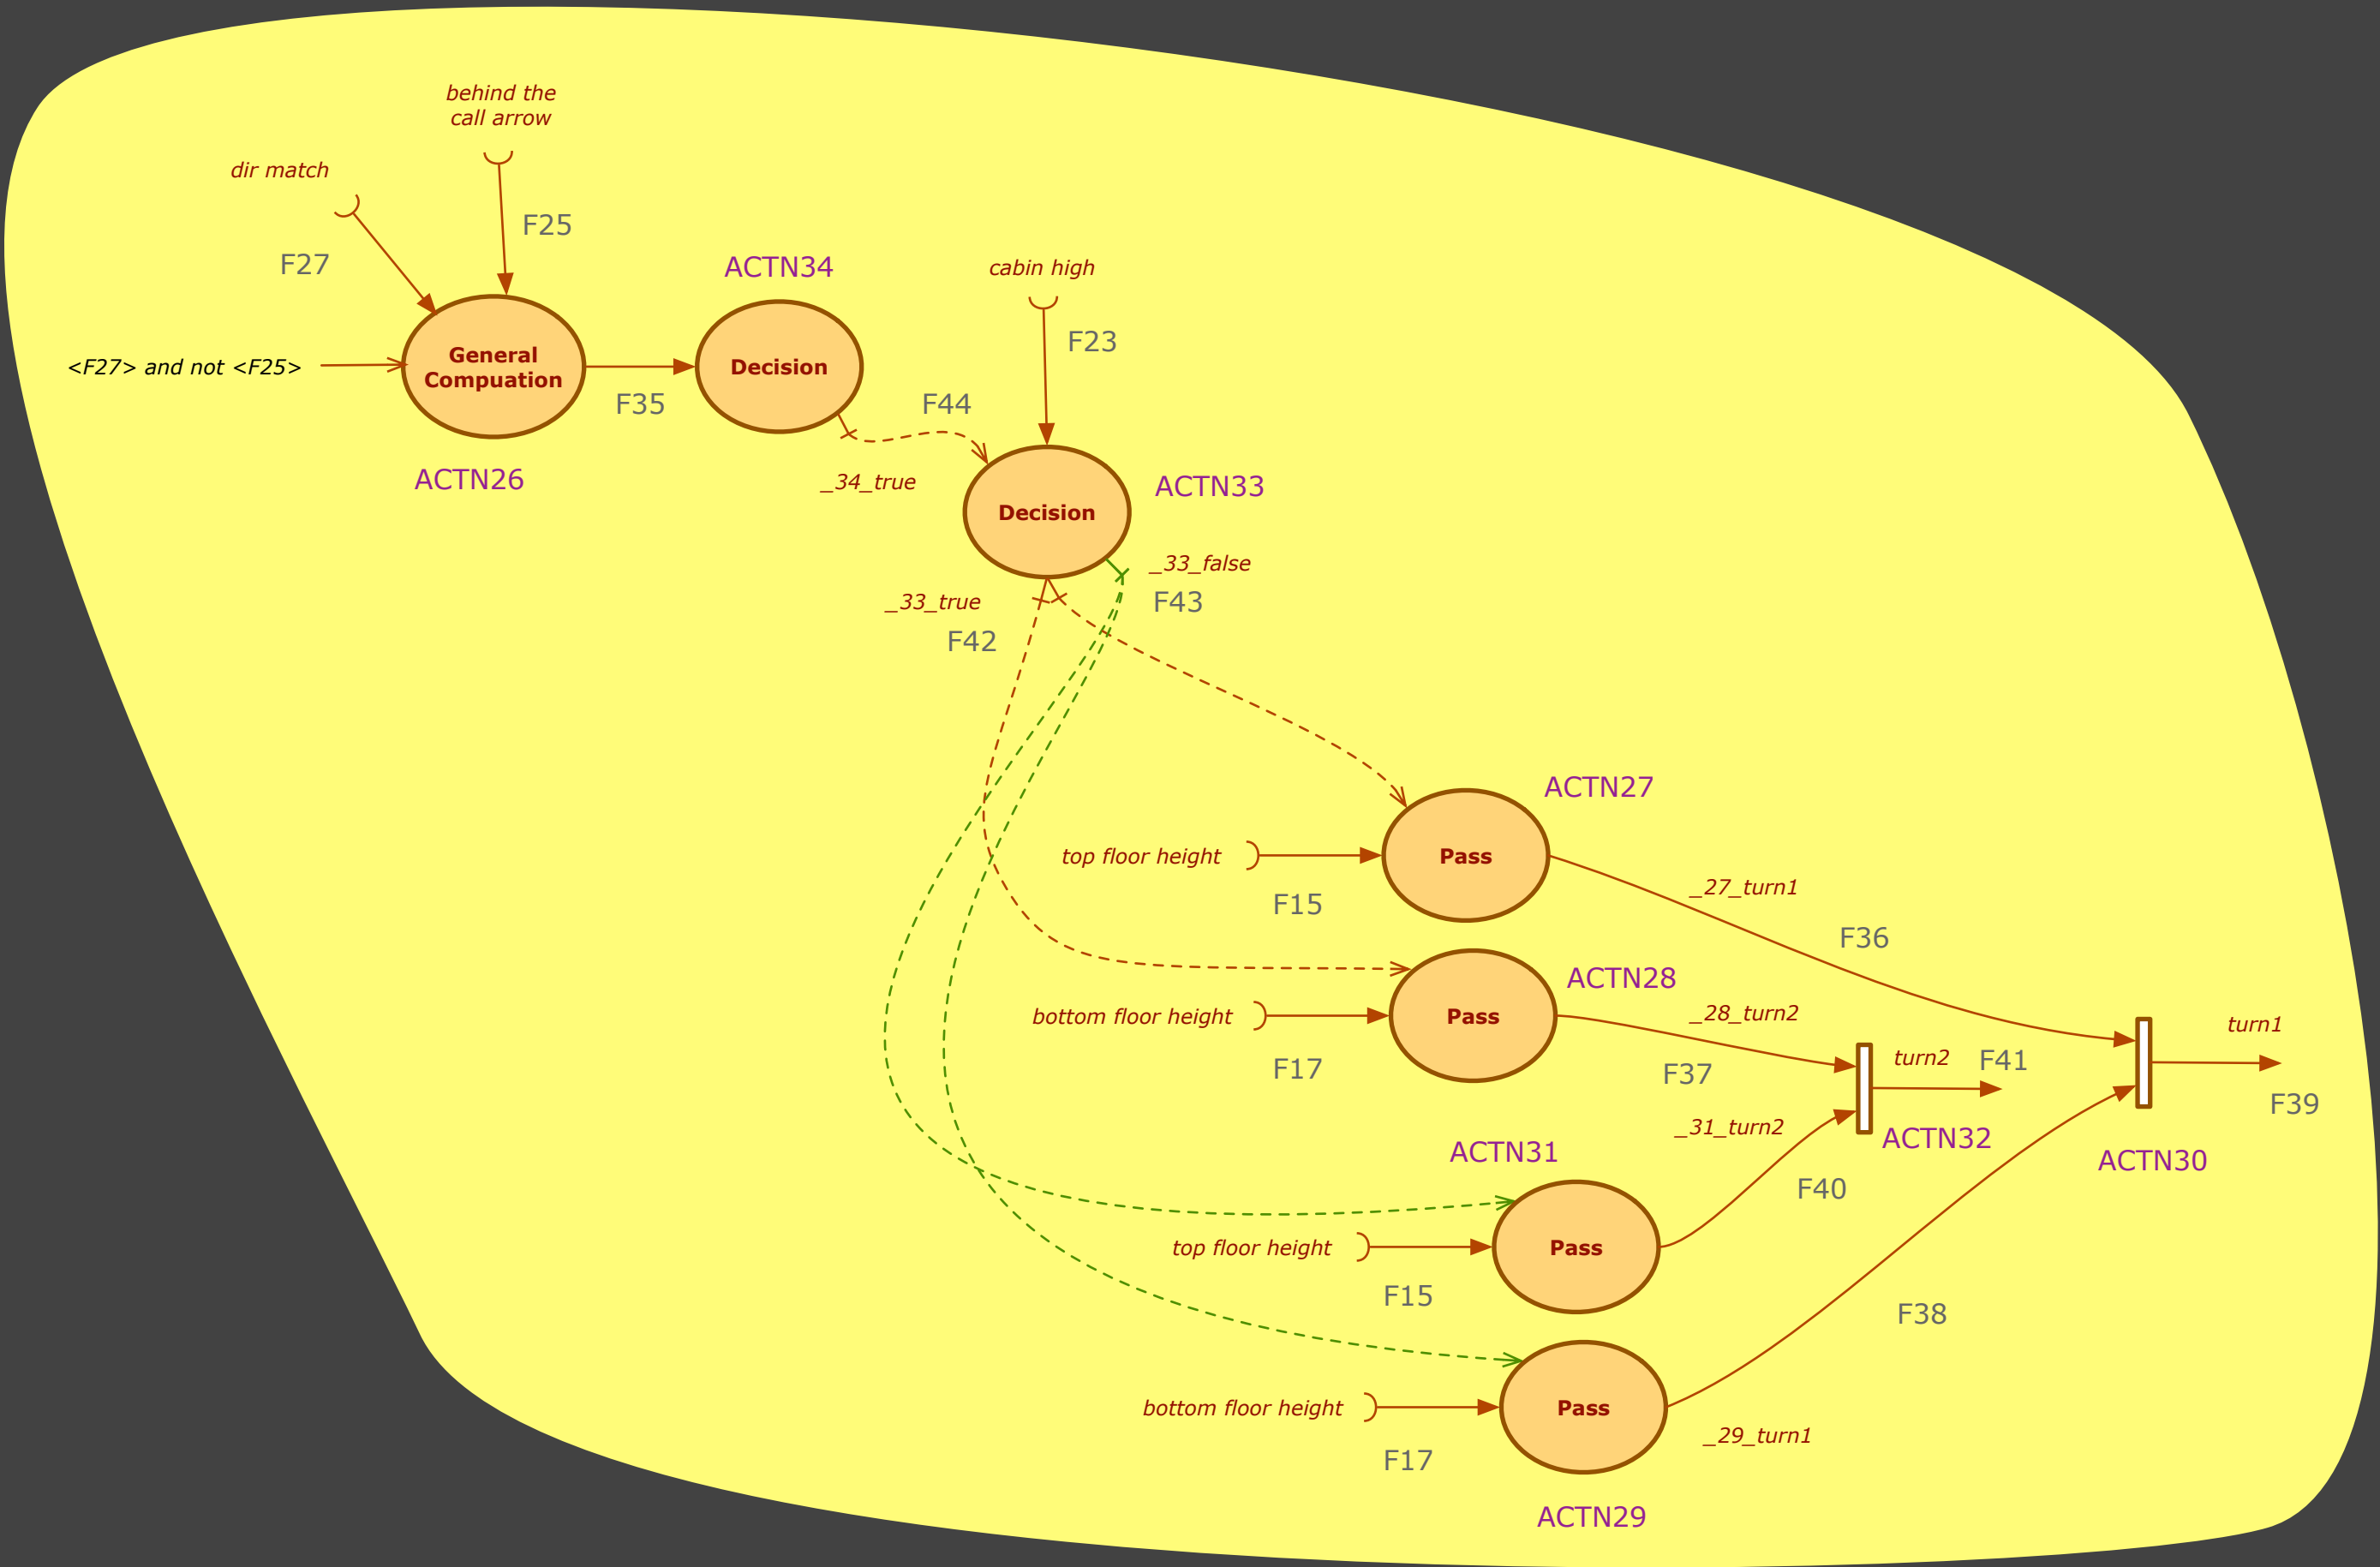 behind the
call arrow
dir match
F25
F27
ACTN34
cabin high
F23
General
Compuation
<F27> and not <F25>
Decision
F35
F44
ACTN26
_34_true
ACTN33
Decision
_33_false
_33_true
F43
F42
ACTN27
top floor height
Pass
_27_turn1
F15
F36
ACTN28
bottom floor height
Pass
_28_turn2
turn1
F17
F37
turn2
F41
F39
_31_turn2
ACTN32
ACTN31
ACTN30
F40
top floor height
Pass
F15
F38
bottom floor height
Pass
_29_turn1
F17
ACTN29